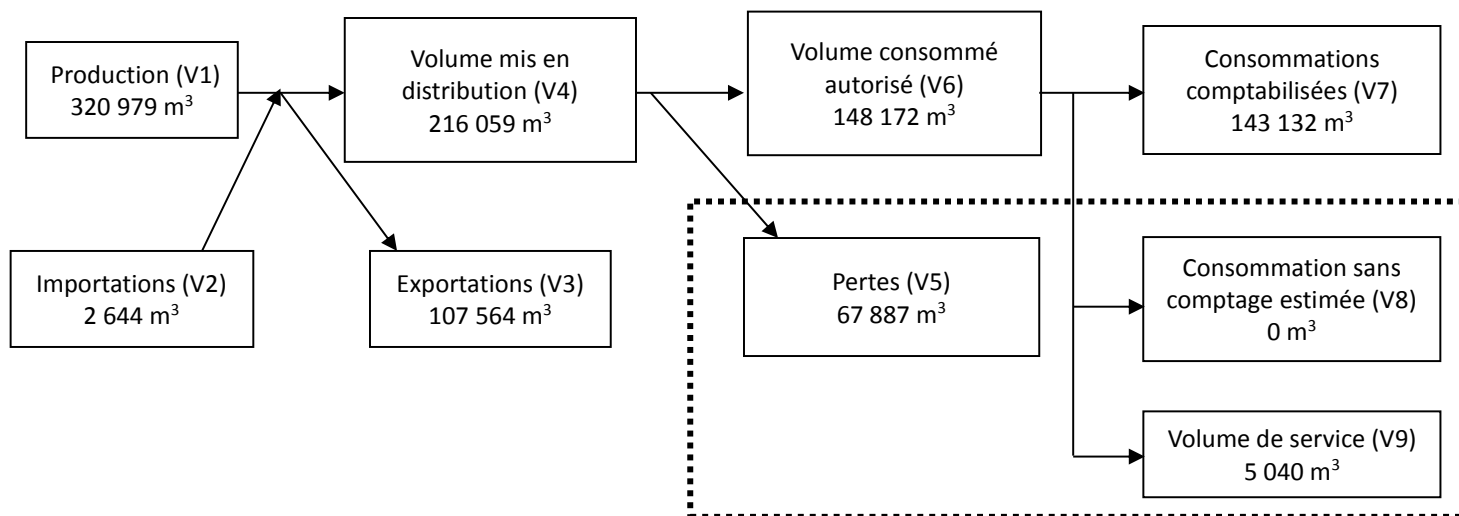 Production (V1)
320 979 m³
Volume mis en
distribution (V4)
216 059 m³
Volume consommé
autorisé (V6)
148 172 m³
Consommations
comptabilisées (V7)
143 132 m³
Importations (V2)
2 644 m³
Exportations (V3)
107 564 m³
Pertes (V5)
67 887 m³
Consommation sans
comptage estimée (V8)
0 m³
Volume de service (V9)
5 040 m³